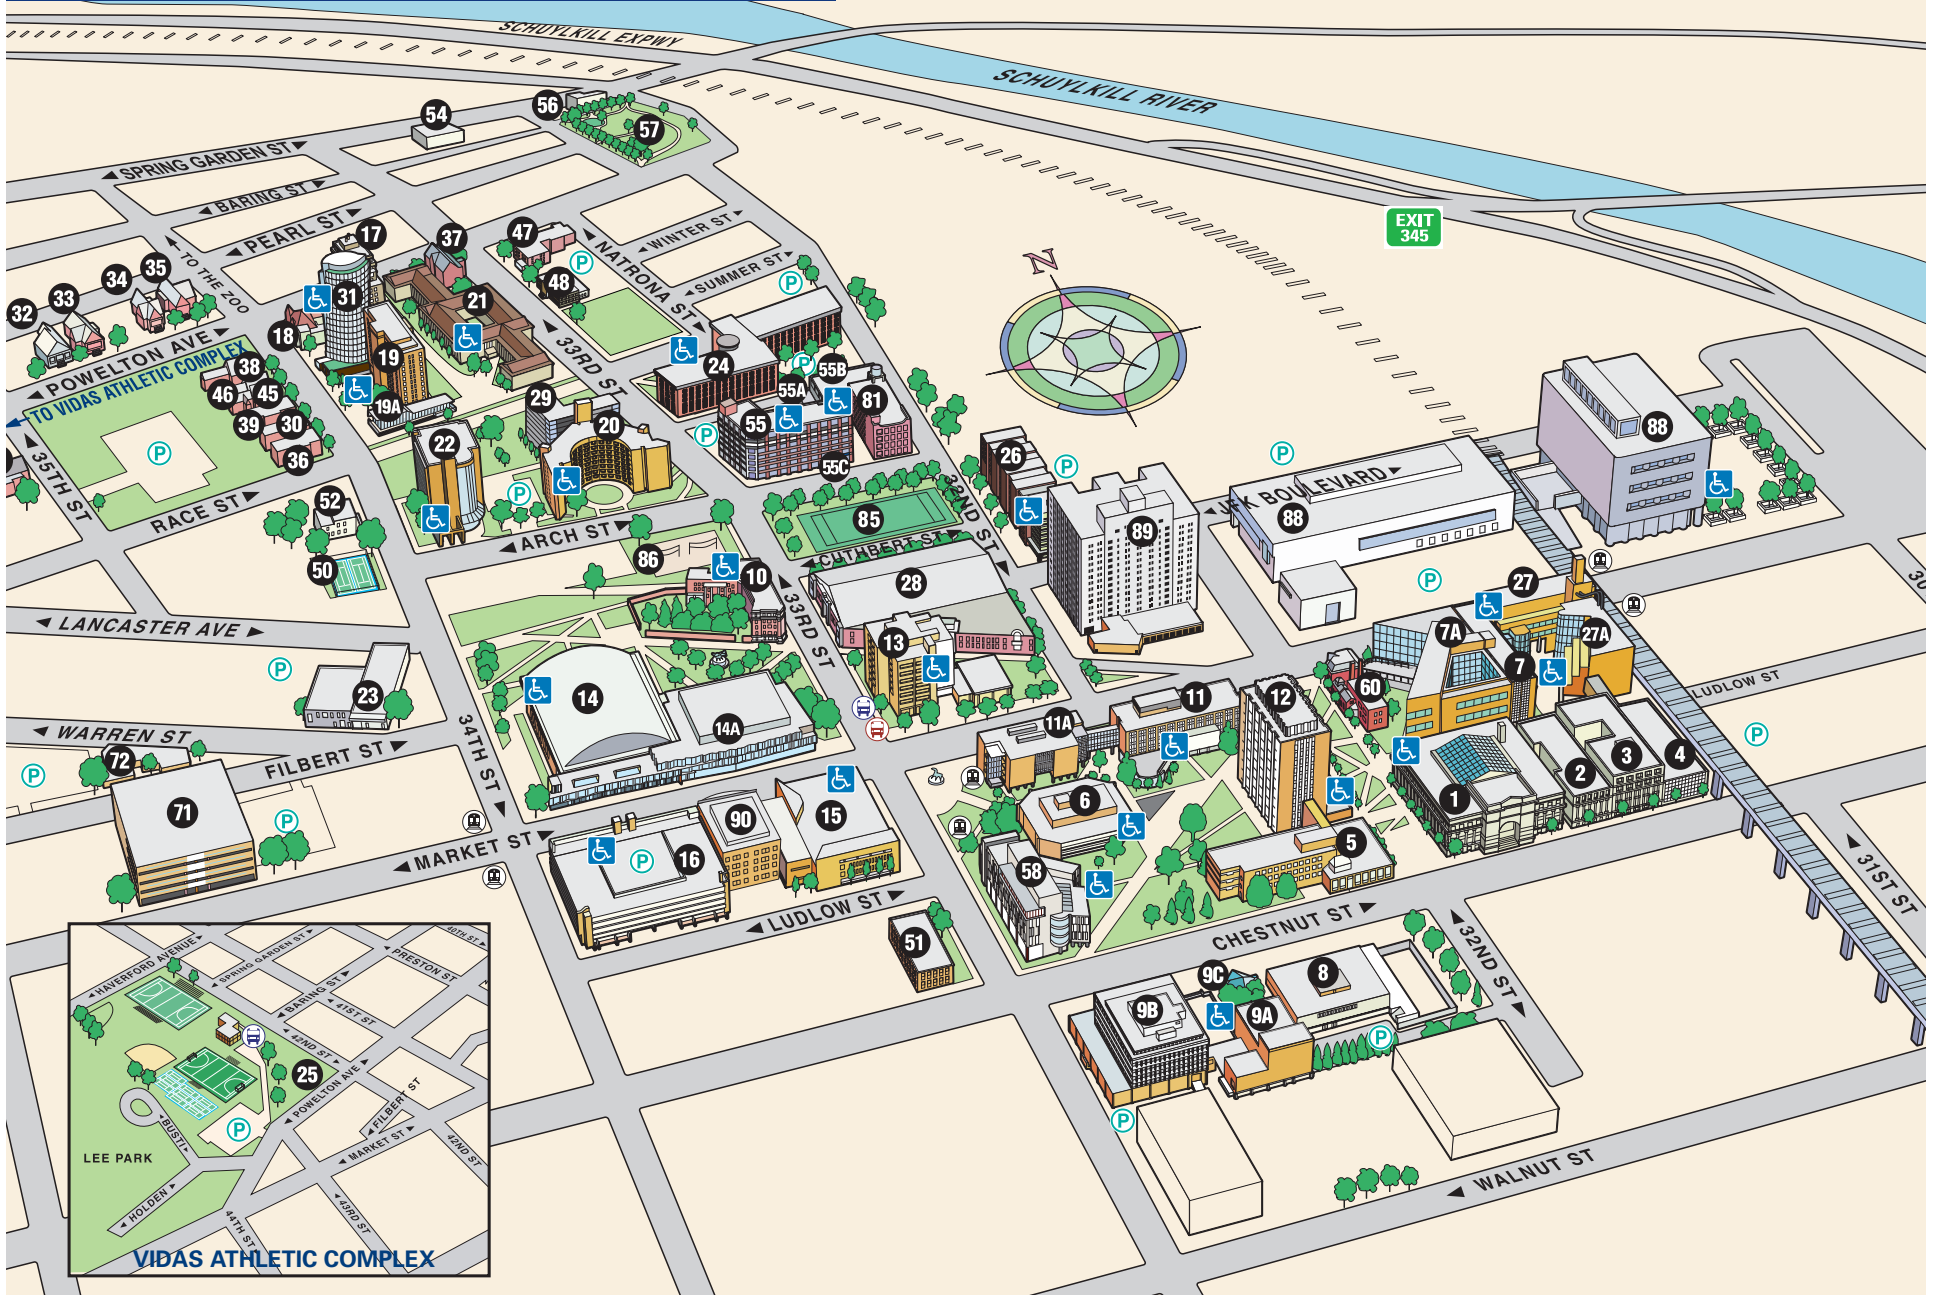 SCHUYLKILL EXPWY
SCHUYLKILL RIVER
EXIT
345
54
56
57
SPRING GARDEN ST
BARING ST
PEARL ST
TO THE ZOO
17
37
47
NATRONA ST
WINTER ST
SUMMER ST
P
P
N
32
33
34
35
31
21
48
18
19
33RD ST
24
P
POWELTON AVE
TO VIDAS ATHLETIC COMPLEX
38
46
45
39
30
36
19A
29
20
55A
55B
81
55
55C
P
22
26
P
P
P
P
35TH ST
RACE ST
52
50
ARCH ST
85
CUTHBERT ST
32ND ST
89
JFK BOULEVARD
88
88
P
86
10
28
33RD ST
13
27
7A
27A
7
60
LANCASTER AVE
P
23
14
14A
11A
11
12
LUDLOW ST
30
P
WARREN ST
FILBERT ST
34TH ST
72
P
71
P
MARKET ST
16
P
90
15
6
58
5
1
2
3
4
LUDLOW ST
51
CHESTNUT ST
32ND ST
31ST ST
9C
8
9B
9A
P
P
WALNUT ST
HAVERFORD AVENUE
SPRING GARDEN ST
40TH ST
PRESTON ST
BARING ST
41ST ST
42ND ST
25
POWELTON AVE
FILBERT ST
P
BUSTI
MARKET ST
42ND ST
LEE PARK
HOLDEN
44TH ST
43RD ST
VIDAS ATHLETIC COMPLEX